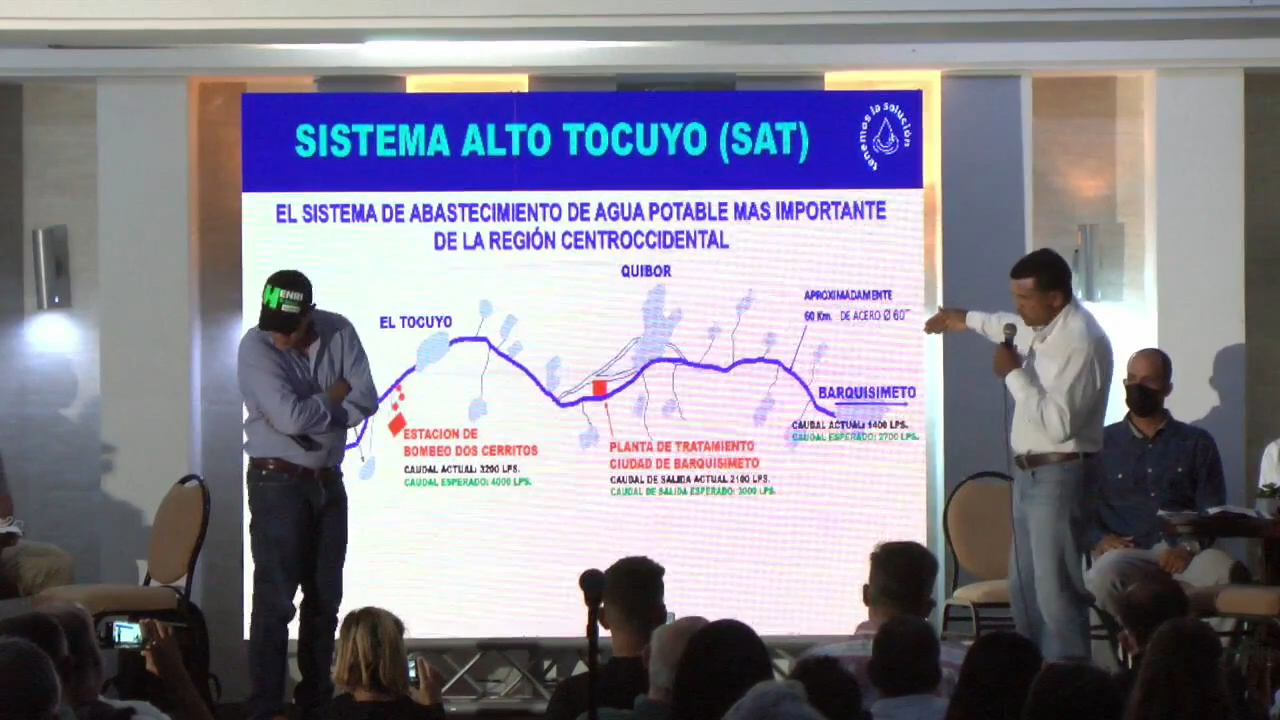 SISTEMA ALTO TOCUYO (SAT)
tenemos la solución
EL SISTEMA DE ABASTECIMIENTO DE AGUA POTABLE MAS IMPORTANTE
DE LA REGIÓN CENTROCCIDENTAL
QUIBOR
APROXIMADAMENTE
60 Km. DE ACERO Ø 60"
EL TOCUYO
HENRI
BARQUISIMETO
CAUDAL ACTUAL: 1400 LPS.
CAUDAL ESPERADO: 2700 LPS.
ESTACION DE
BOMBEO DOS CERRITOS
CAUDAL ACTUAL: 3200 LPS.
CAUDAL ESPERADO: 4000 LPS.
PLANTA DE TRATAMIENTO
CIUDAD DE BARQUISIMETO
CAUDAL DE SALIDA ACTUAL 2100 LPS.
CAUDAL DE SALIDA ESPERADO: 3000 LPS.